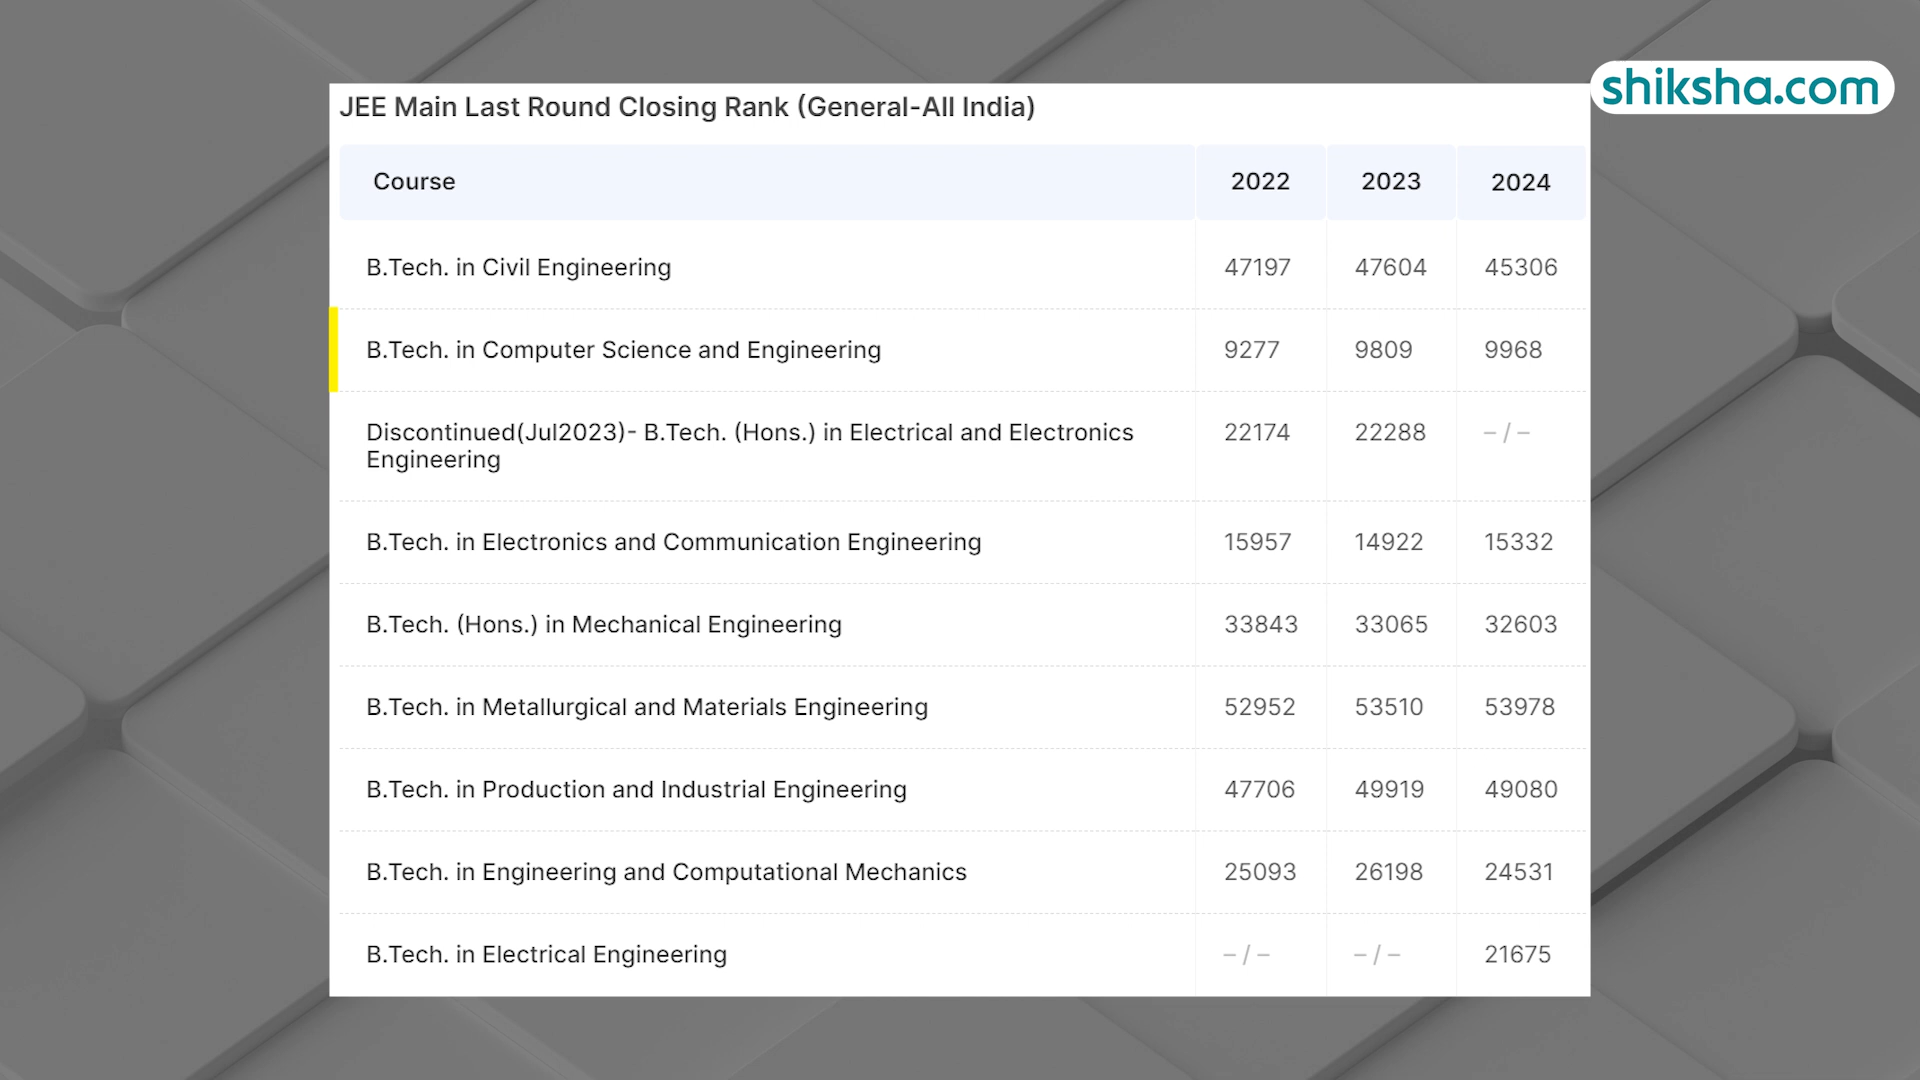 shiksha.com
JEE Main Last Round Closing Rank (General-All India)
Course 2022 2023 2024
B.Tech. in Civil Engineering 47197 47604 45306
B.Tech. in Computer Science and Engineering 9277 9809 9968
Discontinued(Jul2023)- B.Tech. (Hons.) in Electrical and Electronics 22174 22288 – / –
Engineering
B.Tech. in Electronics and Communication Engineering 15957 14922 15332
B.Tech. (Hons.) in Mechanical Engineering 33843 33065 32603
B.Tech. in Metallurgical and Materials Engineering 52952 53510 53978
B.Tech. in Production and Industrial Engineering 47706 49919 49080
B.Tech. in Engineering and Computational Mechanics 25093 26198 24531
B.Tech. in Electrical Engineering – / – – / – 21675